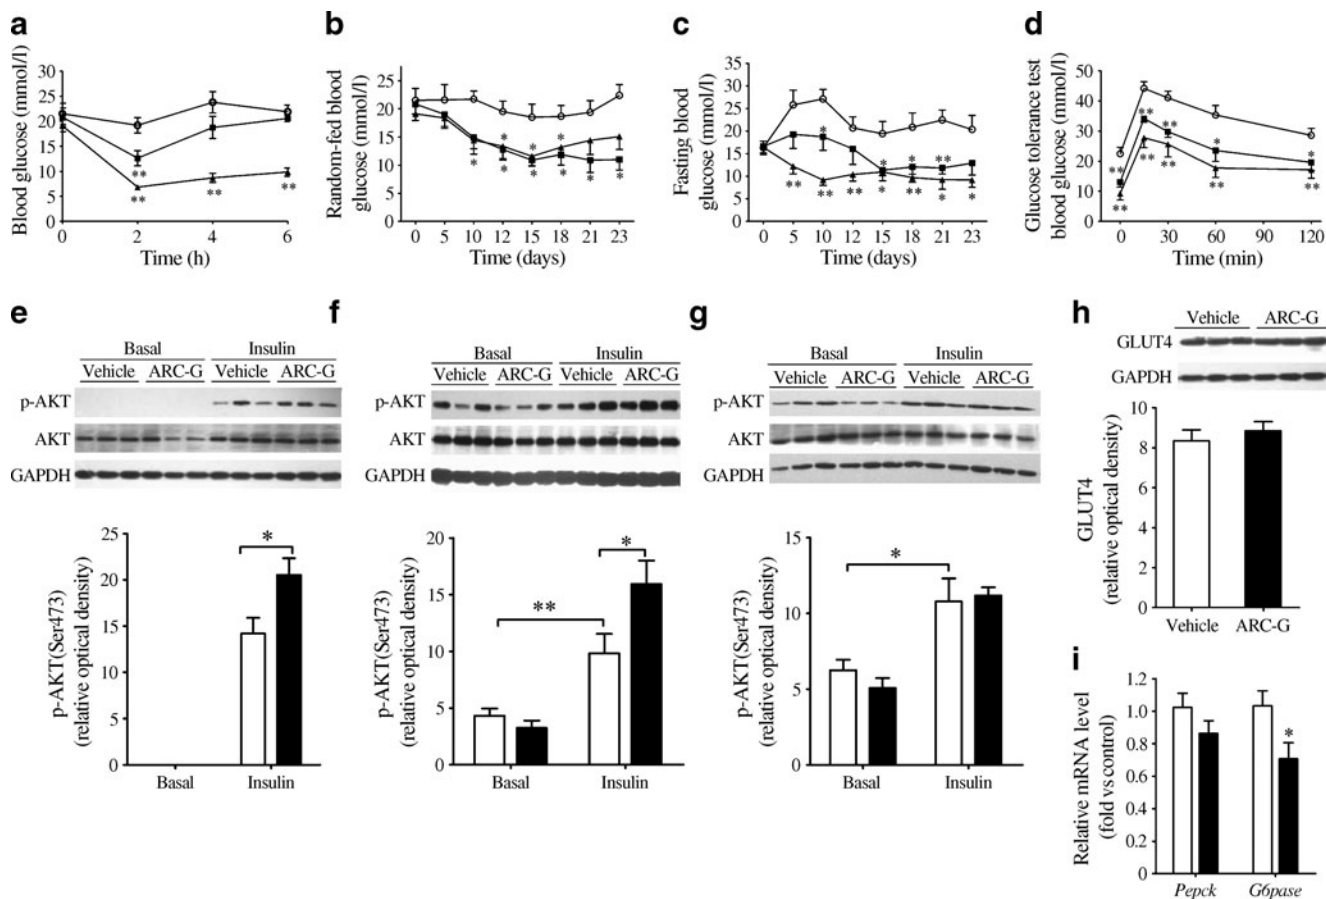 a
b
c
d
Blood glucose (mmol/l)
30
25
20
15
10
5
0
**
**
**
0
2
4
6
Time (h)
Random-fed blood
glucose (mmol/l)
25
20
15
10
5
0
*
*
*
*
*
*
*
*
*
0
5
10
12
15
18
21
23
Time (days)
Fasting blood
glucose (mmol/l)
35
30
25
20
15
10
5
0
*
*
*
**
**
**
**
*
**
*
*
*
0
5
10
12
15
18
21
23
Time (days)
Glucose tolerance test
blood glucose (mmol/l)
50
40
30
20
10
0
**
**
**
*
*
**
**
**
**
**
0
30
60
90
120
Time (min)
e
f
g
h
Basal
Insulin
Vehicle ARC-G Vehicle ARC-G
p-AKT
AKT
GAPDH
Basal
Insulin
Vehicle ARC-G Vehicle ARC-G
p-AKT
AKT
GAPDH
Basal
Insulin
Vehicle ARC-G Vehicle ARC-G
p-AKT
AKT
GAPDH
Vehicle ARC-G
GLUT4
GAPDH
p-AKT(Ser473)
(relative optical density)
25
20
15
10
5
0
*
Basal
Insulin
p-AKT(Ser473)
(relative optical density)
20
15
10
5
0
**
*
Basal
Insulin
p-AKT(Ser473)
(relative optical density)
15
10
5
0
*
Basal
Insulin
GLUT4
(relative optical density)
10
8
6
4
2
0
Vehicle
ARC-G
i
Relative mRNA level
(fold vs control)
1.2
1.0
0.8
0.6
0.4
0.2
0
*
Pepck
G6pase